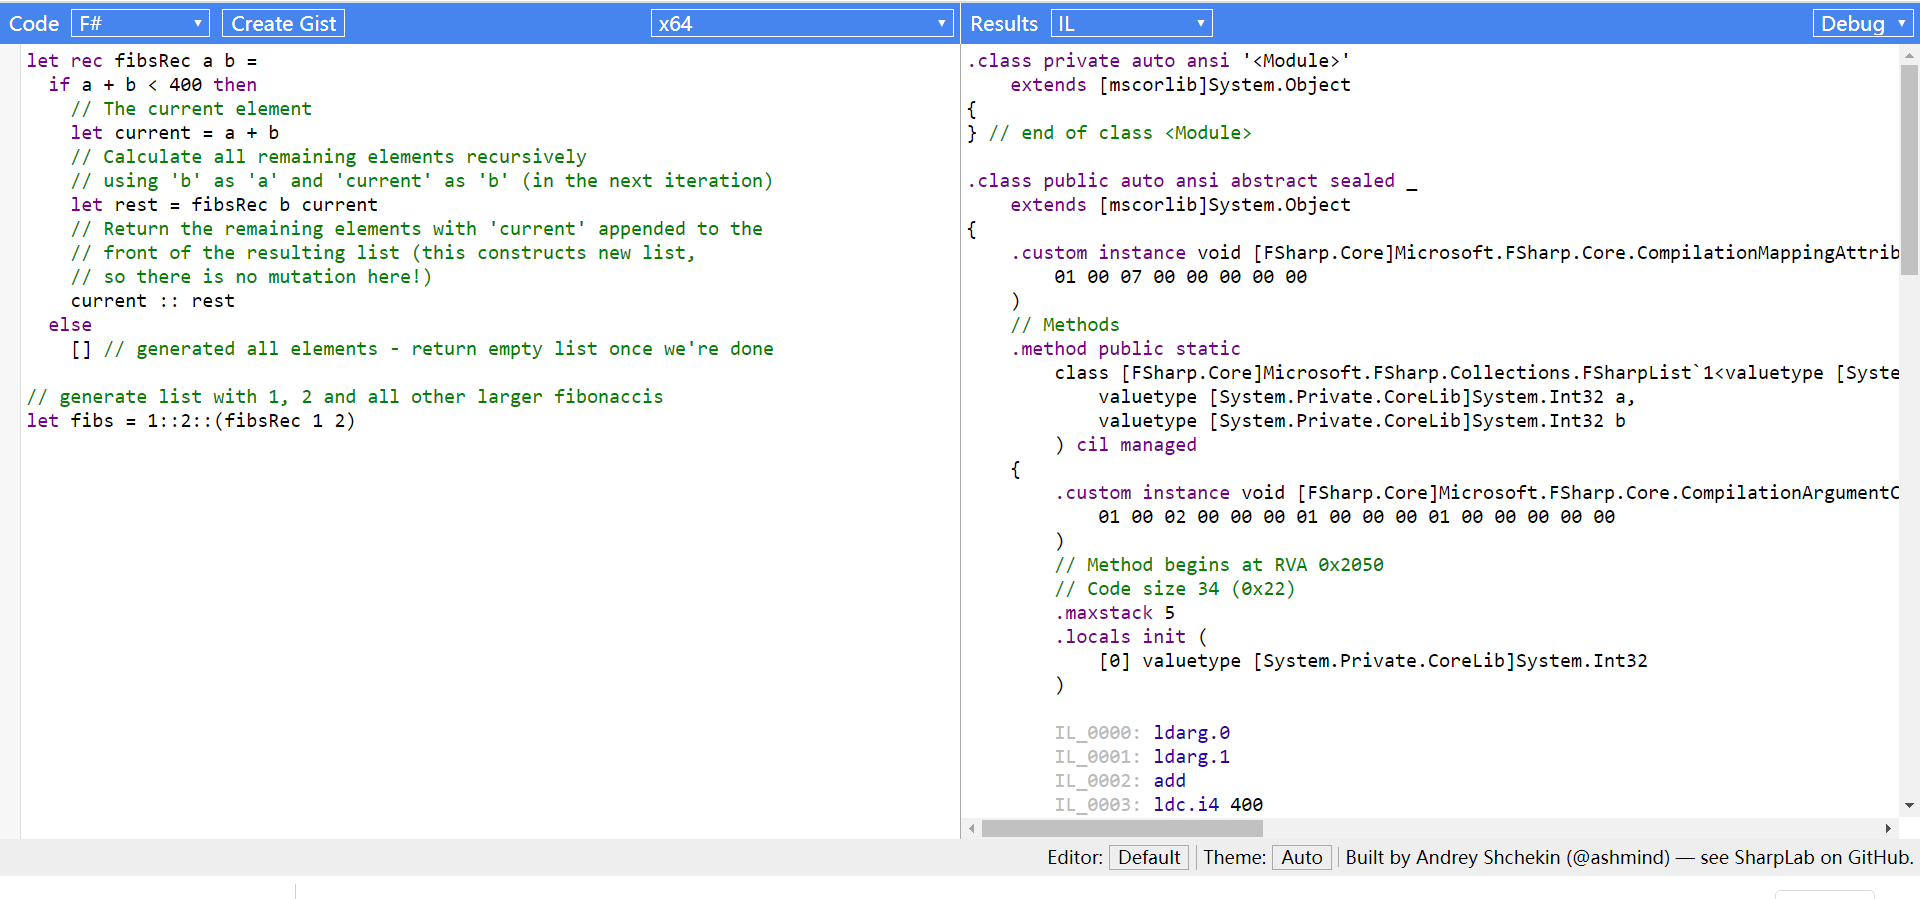 Code F# Create Gist x64
let rec fibsRec a b =
  if a + b < 400 then
    // The current element
    let current = a + b
    // Calculate all remaining elements recursively
    // using 'b' as 'a' and 'current' as 'b' (in the next iteration)
    let rest = fibsRec b current
    // Return the remaining elements with 'current' appended to the
    // front of the resulting list (this constructs new list,
    // so there is no mutation here!)
    current :: rest
  else
    [] // generated all elements - return empty list once we're done
// generate list with 1, 2 and all other larger fibonaccis
let fibs = 1::2::(fibsRec 1 2)
Results IL Debug
.class private auto ansi '<Module>'
    extends [mscorlib]System.Object
{
} // end of class <Module>
.class public auto ansi abstract sealed _
    extends [mscorlib]System.Object
{
    .custom instance void [FSharp.Core]Microsoft.FSharp.Core.CompilationMappingAttrib
        01 00 07 00 00 00 00 00
    )
    // Methods
    .method public static
        class [FSharp.Core]Microsoft.FSharp.Collections.FSharpList`1<valuetype [Syste
            valuetype [System.Private.CoreLib]System.Int32 a,
            valuetype [System.Private.CoreLib]System.Int32 b
        ) cil managed
    {
        .custom instance void [FSharp.Core]Microsoft.FSharp.Core.CompilationArgumentC
            01 00 02 00 00 00 01 00 00 00 01 00 00 00 00 00
        )
        // Method begins at RVA 0x2050
        // Code size 34 (0x22)
        .maxstack 5
        .locals init (
            [0] valuetype [System.Private.CoreLib]System.Int32
        )
        IL_0000: ldarg.0
        IL_0001: ldarg.1
        IL_0002: add
        IL_0003: ldc.i4 400
Editor: Default Theme: Auto Built by Andrey Shchekin (@ashmind) — see SharpLab on GitHub.